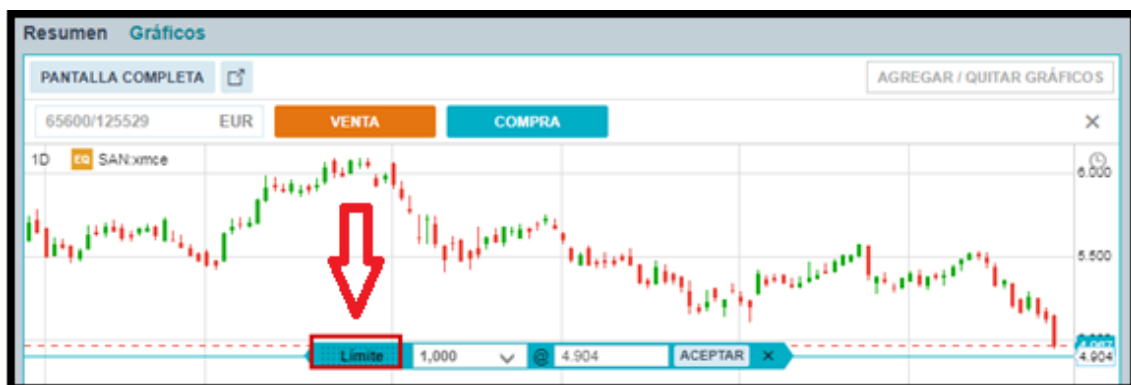 Resumen Gráficos
PANTALLA COMPLETA AGREGAR / QUITAR GRÁFICOS
65600/125529 EUR VENTA COMPRA ×
1D EQ SAN:xmce
6.000
5.500
Límite 1,000 @ 4.904 ACEPTAR × 4.904